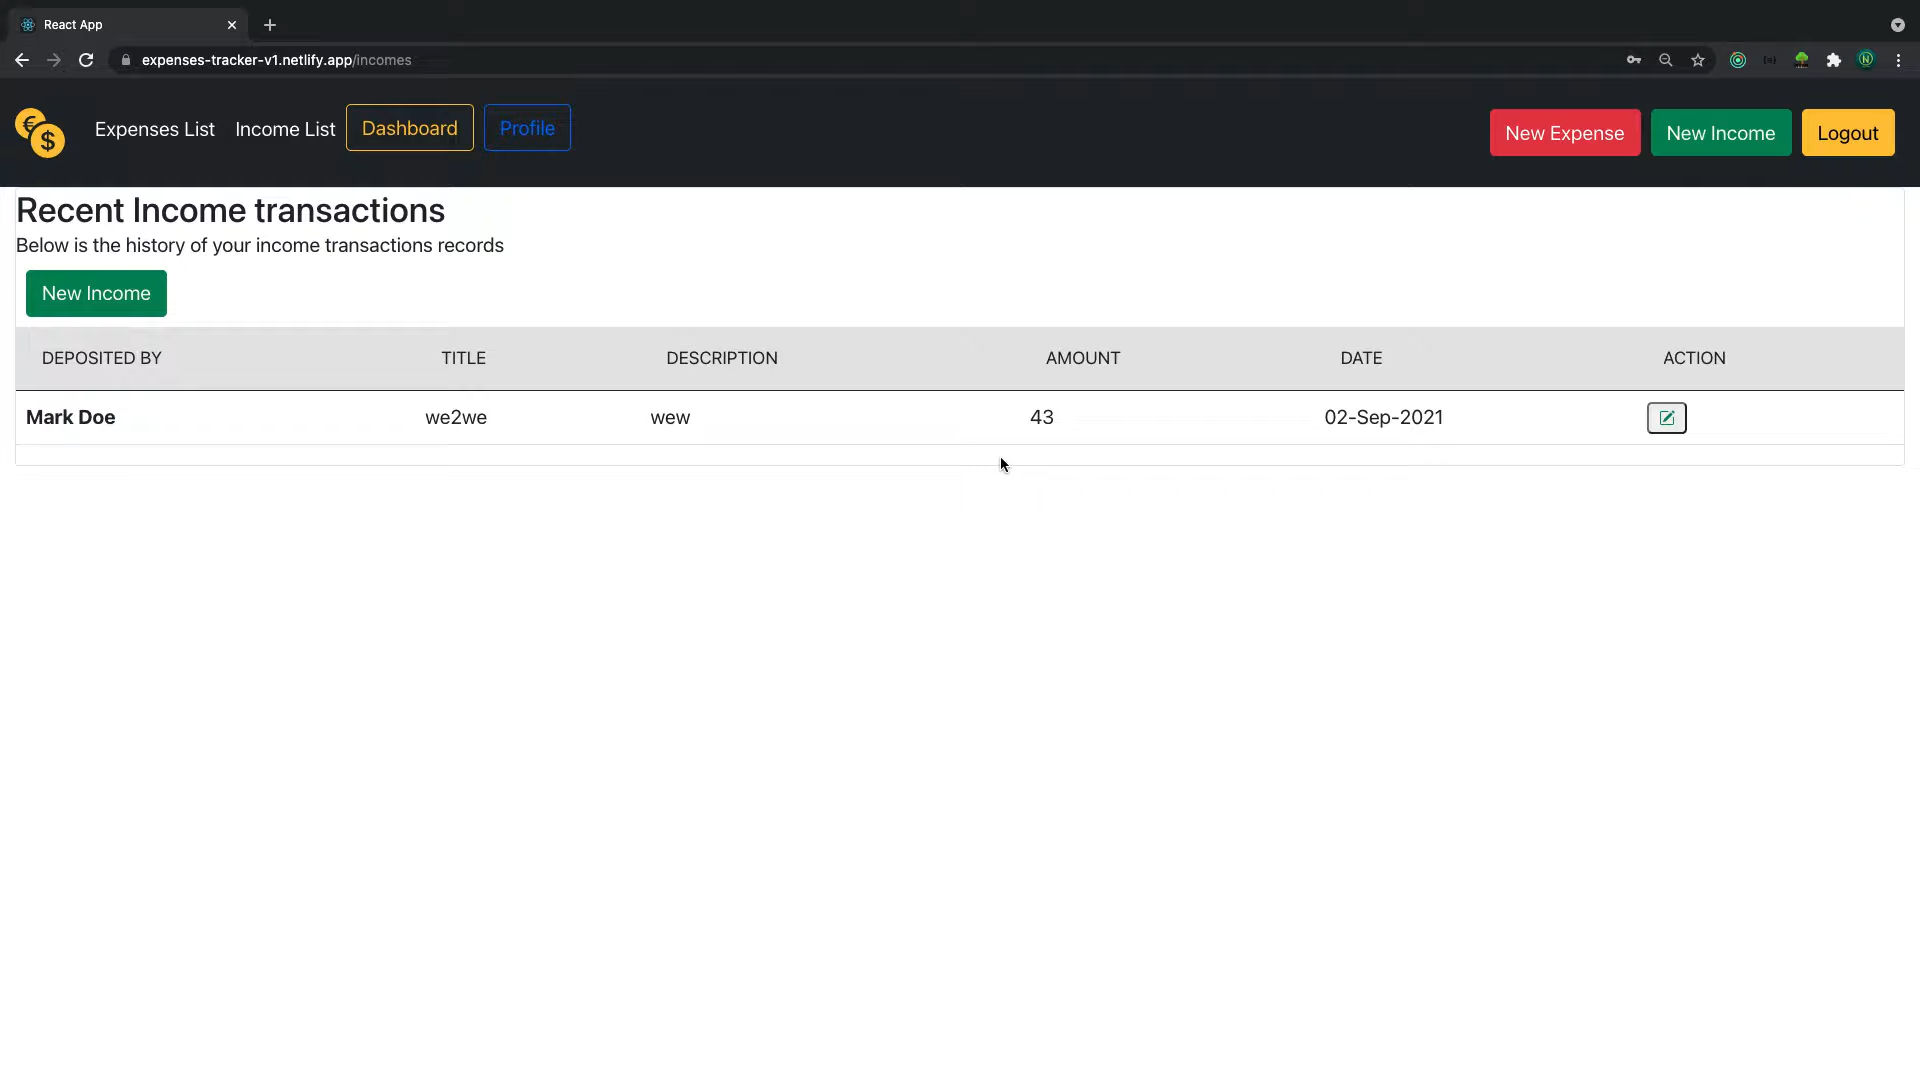 React App
expenses-tracker-v1.netlify.app/incomes
Expenses List Income List Dashboard Profile New Expense New Income Logout
Recent Income transactions
Below is the history of your income transactions records
New Income
DEPOSITED BY TITLE DESCRIPTION AMOUNT DATE ACTION
Mark Doe we2we wew 43 02-Sep-2021